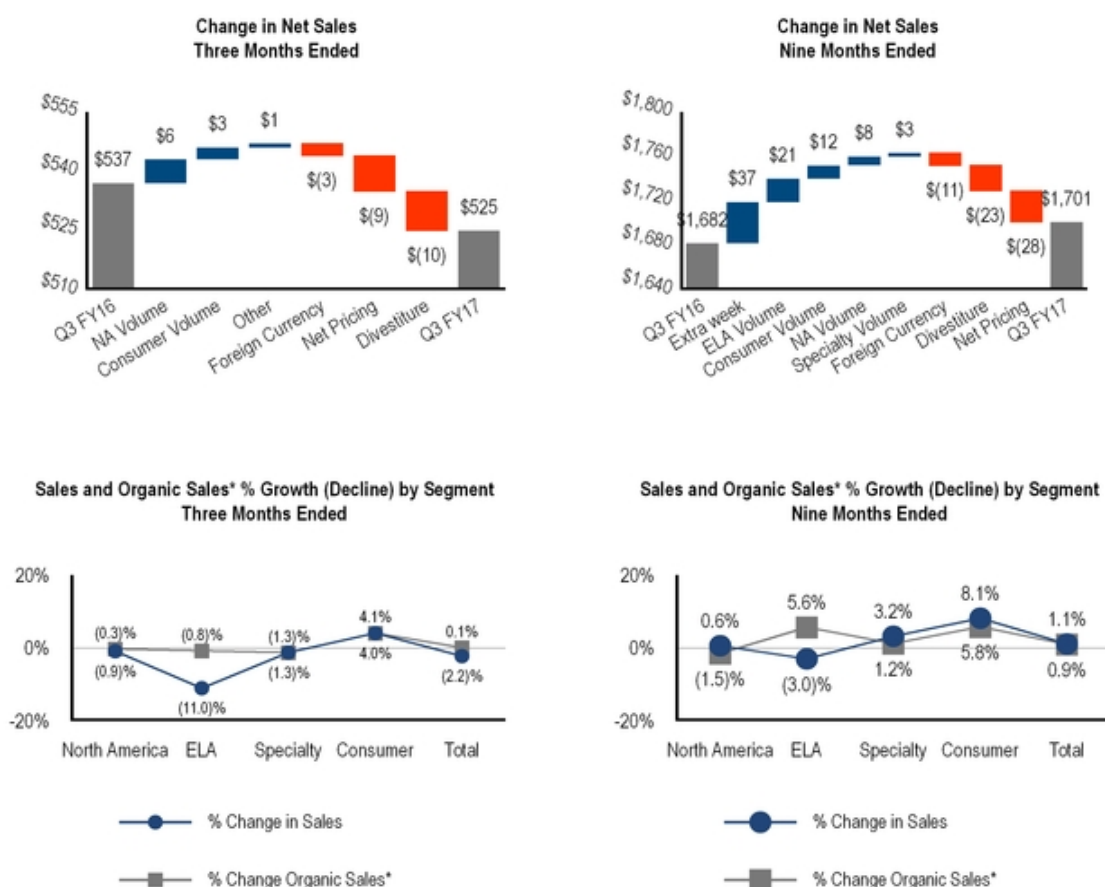 Change in Net Sales
Three Months Ended
$555
$540
$525
$510
$537
$6
$3
$1
$(3)
$(9)
$(10)
$525
Q3 FY16
NA Volume
Consumer Volume
Other
Foreign Currency
Net Pricing
Divestiture
Q3 FY17
Change in Net Sales
Nine Months Ended
$1,800
$1,760
$1,720
$1,680
$1,640
$1,682
$37
$21
$12
$8
$3
$(11)
$(23)
$(28)
$1,701
Q3 FY16
Extra week
ELA Volume
Consumer Volume
NA Volume
Specialty Volume
Foreign Currency
Divestiture
Net Pricing
Q3 FY17
Sales and Organic Sales* % Growth (Decline) by Segment
Three Months Ended
20%
0%
-20%
(0.3)%
(0.8)%
(1.3)%
4.1%
0.1%
(0.9)%
(11.0)%
(1.3)%
4.0%
(2.2)%
North America
ELA
Specialty
Consumer
Total
% Change in Sales
% Change Organic Sales*
Sales and Organic Sales* % Growth (Decline) by Segment
Nine Months Ended
20%
0%
-20%
0.6%
5.6%
3.2%
8.1%
1.1%
(1.5)%
(3.0)%
1.2%
5.8%
0.9%
North America
ELA
Specialty
Consumer
Total
% Change in Sales
% Change Organic Sales*